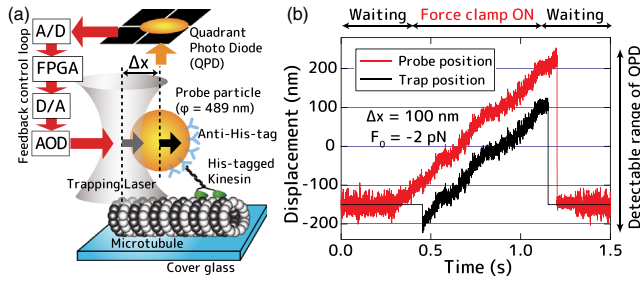 (a)
Feedback control loop
A/D
FPGA
D/A
AOD
Δx
Quadrant
Photo Diode
(QPD)
Probe particle
(φ = 489 nm)
Anti-His-tag
His-tagged
Kinesin
Trapping Laser
Microtubule
Cover glass
(b)
Waiting Force clamp ON Waiting
Probe position
Trap position
Δx = 100 nm
F₀ = -2 pN
Displacement (nm)
200
100
0
-100
-200
0.0 0.5 1.0 1.5
Time (s)
Detectable range of QPD